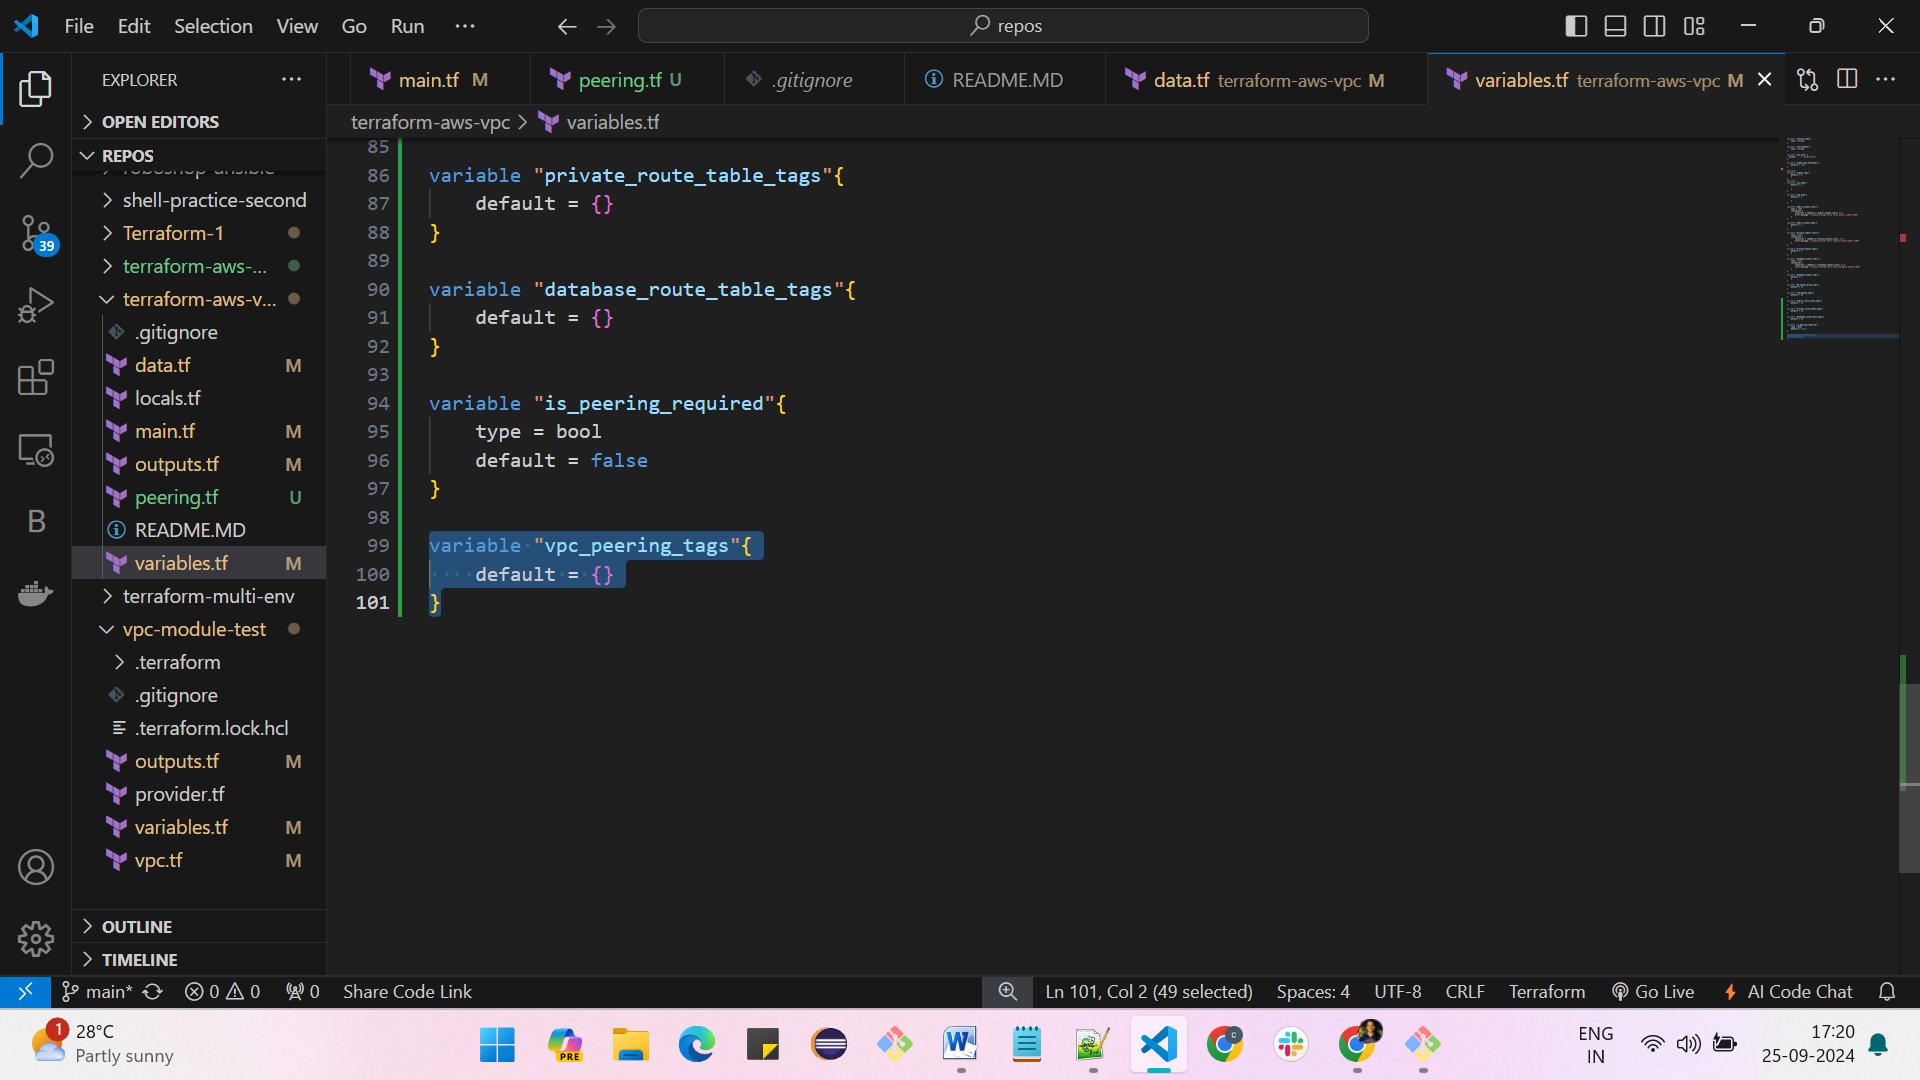 File Edit Selection View Go Run ···
repos
EXPLORER ···
OPEN EDITORS
REPOS
shell-practice-second
Terraform-1
terraform-aws-...
terraform-aws-v...
.gitignore
data.tf M
locals.tf
main.tf M
outputs.tf M
peering.tf U
README.MD
variables.tf M
terraform-multi-env
vpc-module-test
.terraform
.gitignore
.terraform.lock.hcl
outputs.tf M
provider.tf
variables.tf M
vpc.tf M
OUTLINE
TIMELINE
39
B
main.tf M
peering.tf U
.gitignore
README.MD
data.tf terraform-aws-vpc M
variables.tf terraform-aws-vpc M
terraform-aws-vpc > variables.tf
85
86 variable "private_route_table_tags"{
87 default = {}
88 }
89
90 variable "database_route_table_tags"{
91 default = {}
92 }
93
94 variable "is_peering_required"{
95 type = bool
96 default = false
97 }
98
99 variable "vpc_peering_tags"{
100 default = {}
101 }
main* 0 0 0 Share Code Link
Ln 101, Col 2 (49 selected) Spaces: 4 UTF-8 CRLF Terraform Go Live AI Code Chat
1
28°C
Partly sunny
PRE
W
C
ENG
IN
17:20
25-09-2024